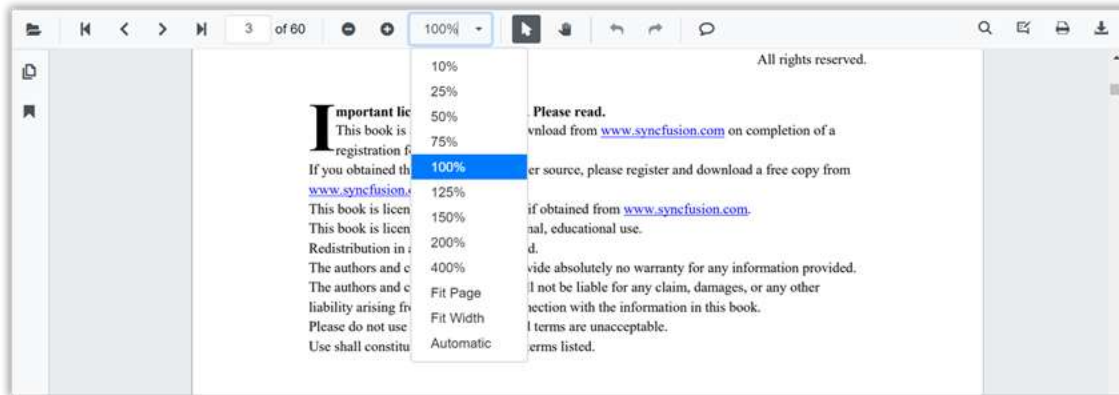 3 of 60 100%
All rights reserved.
10%
25%
50%
75%
100%
125%
150%
200%
400%
Fit Page
Fit Width
Automatic
Important lic . Please read.
This book is wnload from www.syncfusion.com on completion of a
registration f
If you obtained th er source, please register and download a free copy from
www.syncfusion.
This book is licen if obtained from www.syncfusion.com.
This book is licen nal, educational use.
Redistribution in a d.
The authors and c vide absolutely no warranty for any information provided.
The authors and c l not be liable for any claim, damages, or any other
liability arising fr nection with the information in this book.
Please do not use l terms are unacceptable.
Use shall constitu erms listed.